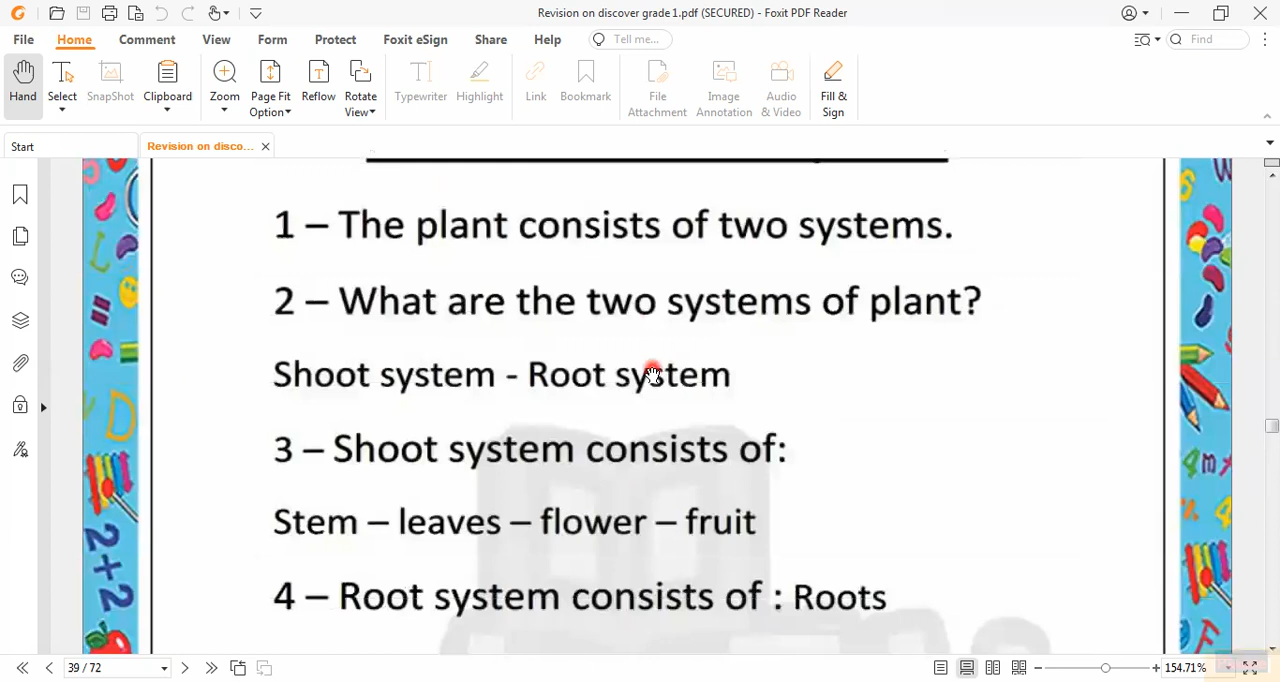 Revision on discover grade1.pdf (SECURED) - Foxit PDF Reader
File Home Comment View Form Protect Foxit eSign Share Help Tell me... Find
Hand Select SnapShot Clipboard Zoom Page Fit Option Reflow Rotate View Typewriter Highlight Link Bookmark File Attachment Image Annotation Audio & Video Fill & Sign
Start Revision on disco...
1 – The plant consists of two systems.
2 – What are the two systems of plant?
Shoot system - Root system
3 – Shoot system consists of:
Stem – leaves – flower – fruit
4 – Root system consists of : Roots
2+2
39 / 72 154.71%